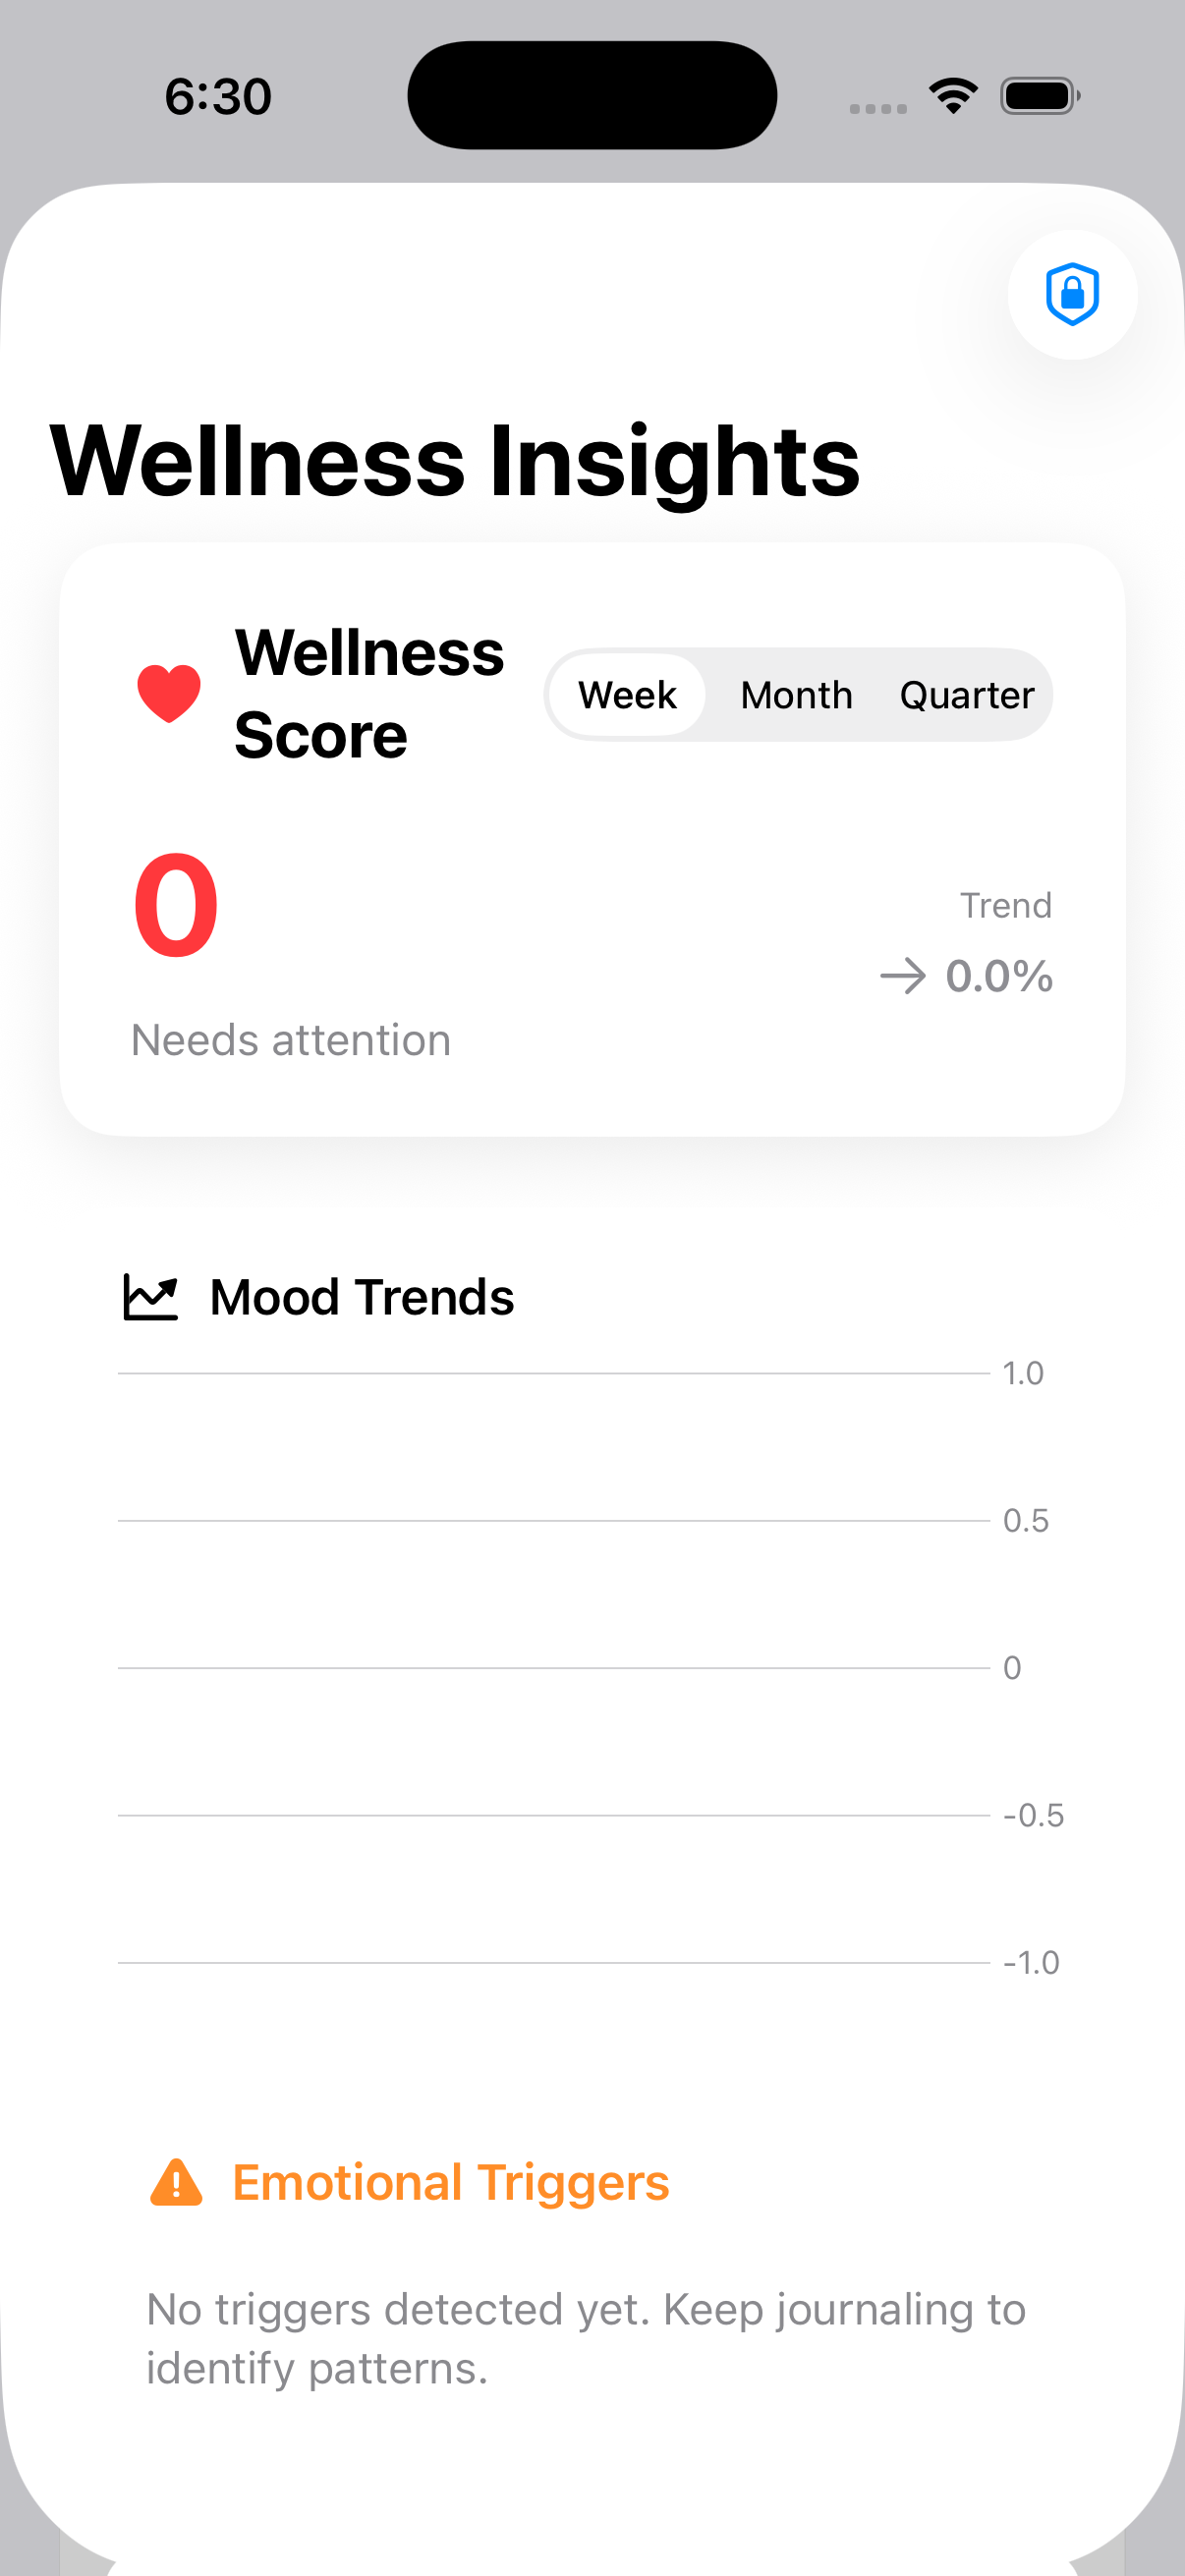 6:30
Wellness Insights
Wellness
Score
Week Month Quarter
0
Trend
→ 0.0%
Needs attention
Mood Trends
1.0
0.5
0
-0.5
-1.0
Emotional Triggers
No triggers detected yet. Keep journaling to
identify patterns.